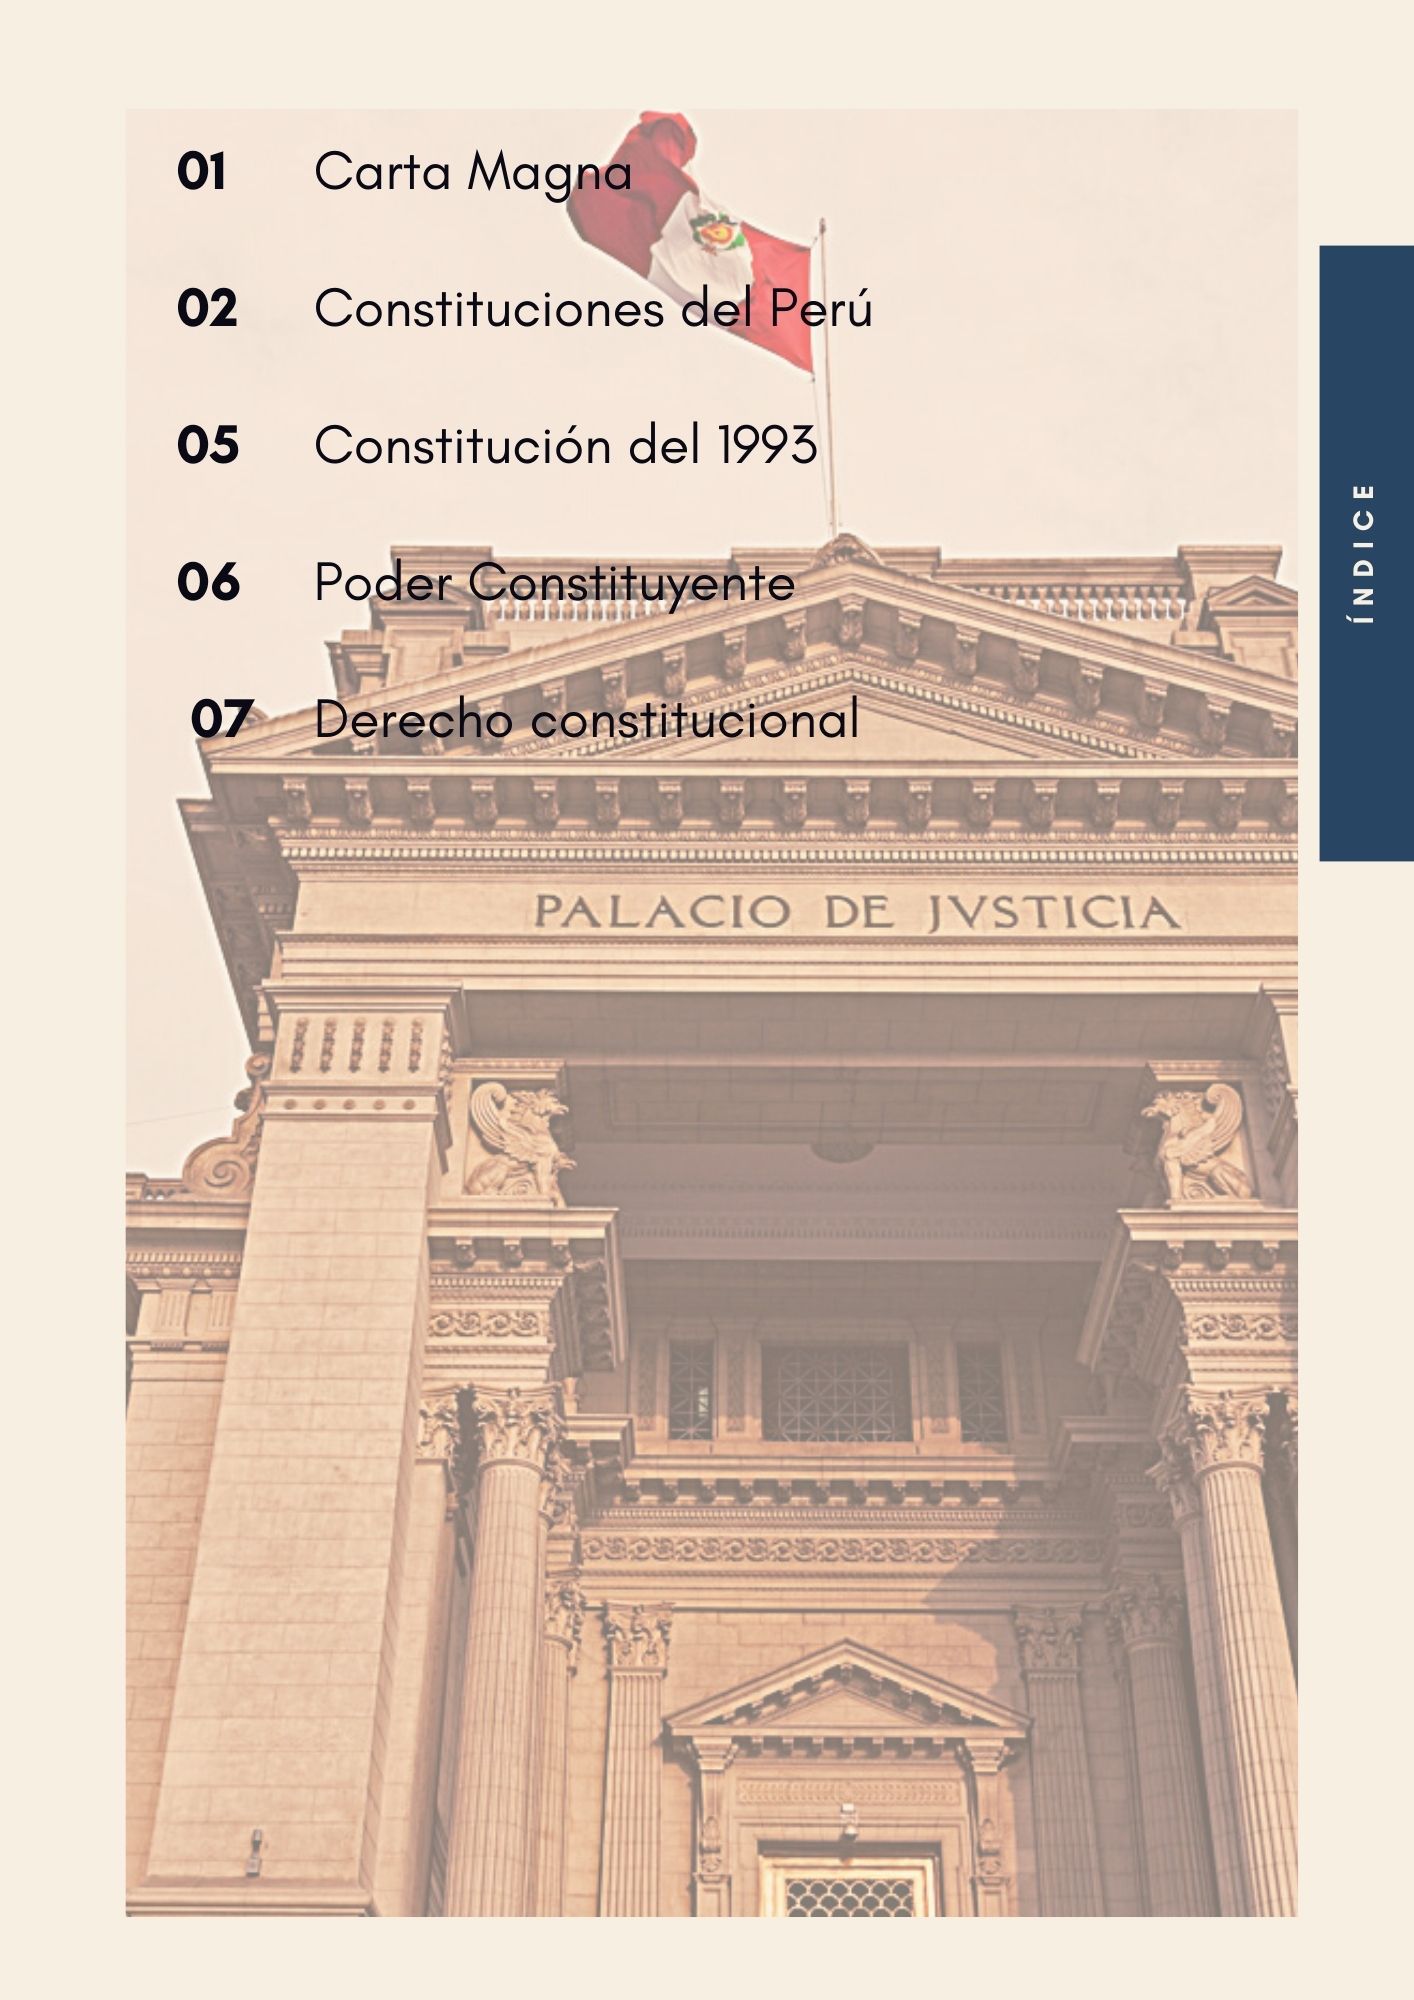 01 Carta Magna
02 Constituciones del Perú
05 Constitución del 1993
06 Poder Constituyente
07 Derecho constitucional
ÍNDICE
PALACIO DE JVSTICIA